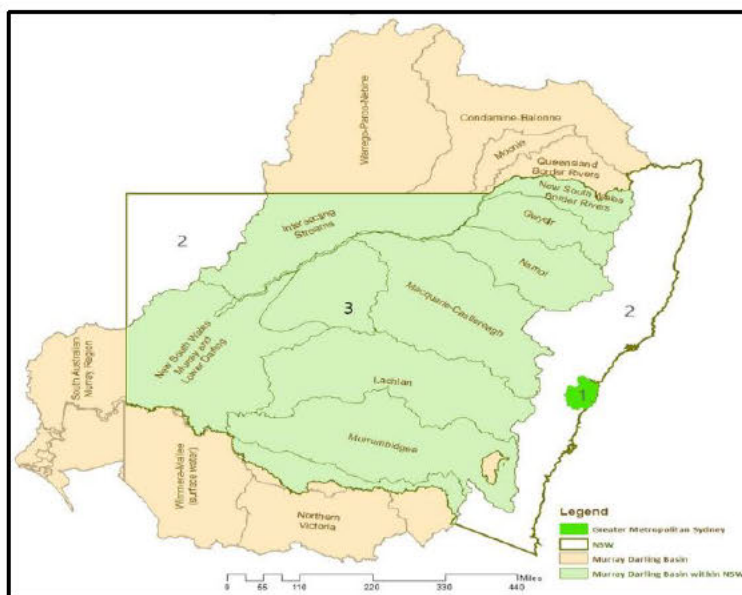 Warrego-Paroo-Nebine
Condamine-Balonne
Moonie
Queensland
Border Rivers
New South Wales
Border Rivers
Gwydir
Intersecting
Streams
2
Namoi
3
Macquarie-Castlereagh
2
New South Wales
Murray and
Lower Darling
South Australian
Murray Region
Lachlan
1
Murrumbidgee
Wimmera-Mallee
(surface water)
Northern
Victoria
Legend
Greater Metropolitan Sydney
NSW
Murray Darling Basin
Murray Darling Basin within NSW
Miles
0 55 110 220 330 440